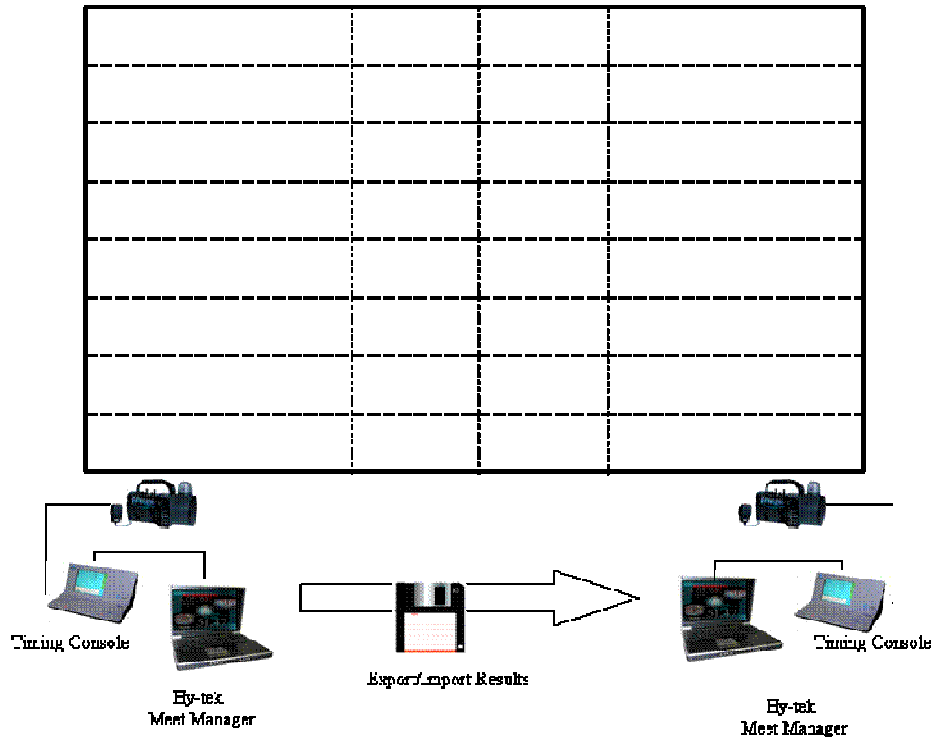 Timing Console
Hy-tek
Meet Manager
Export/Import Results
Timing Console
Hy-tek
Meet Manager